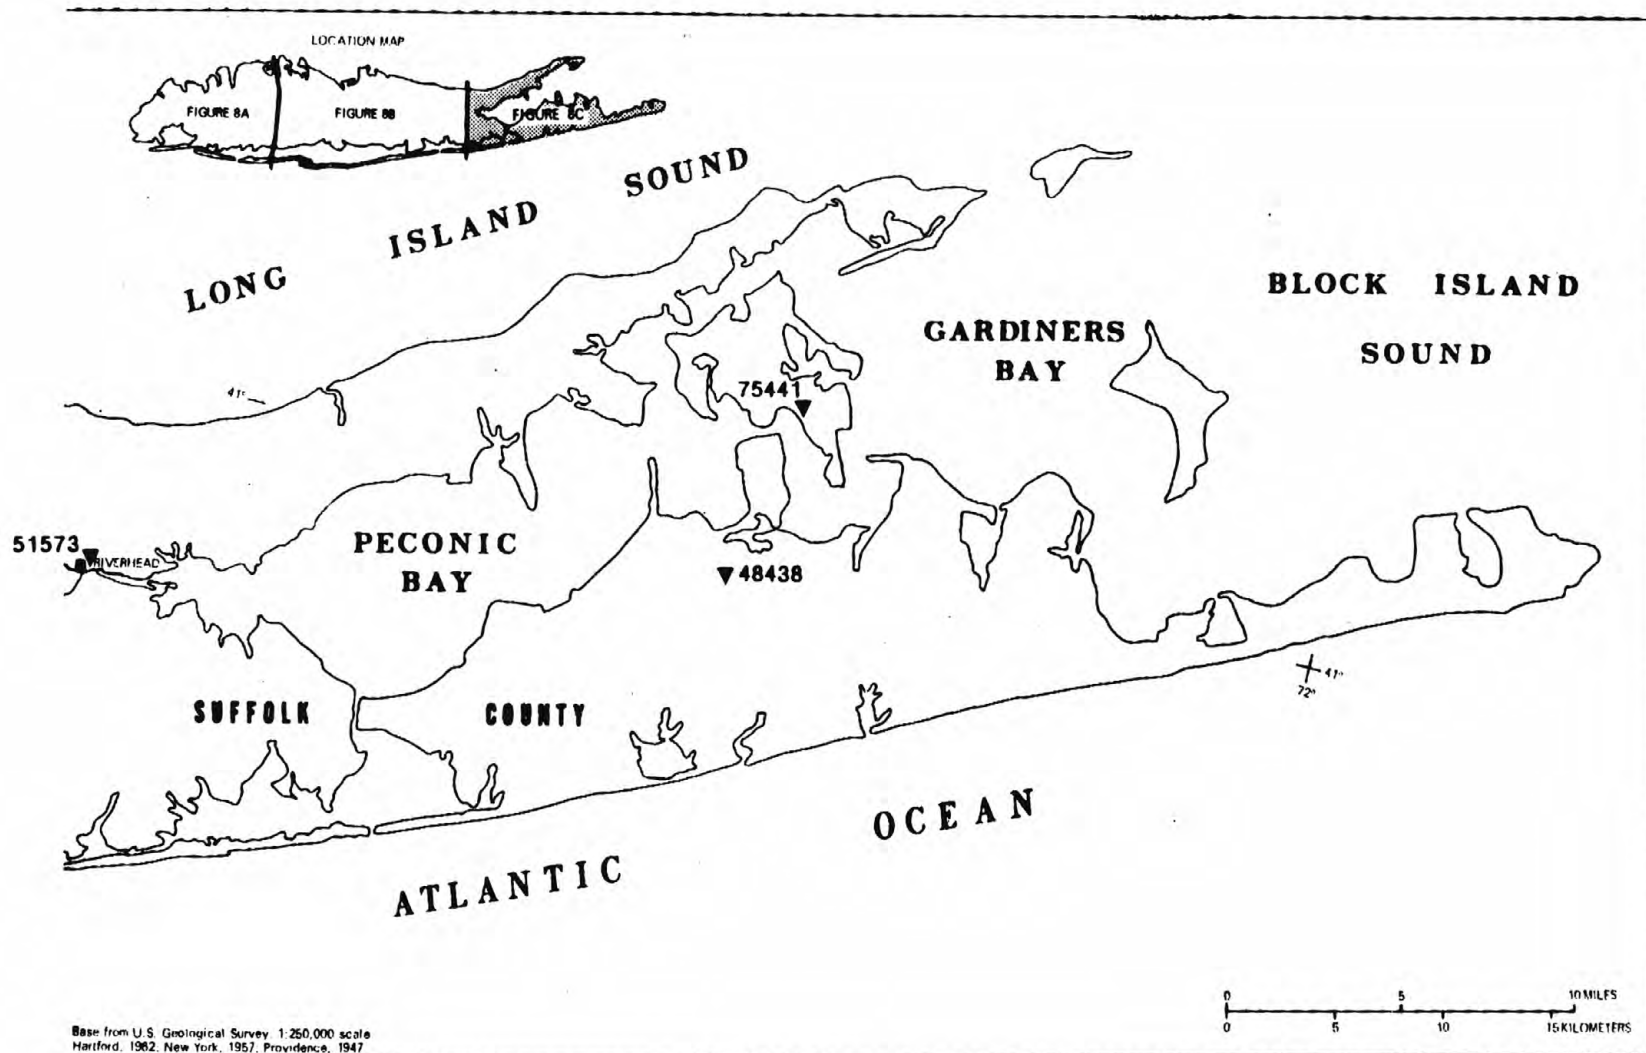 LOCATION MAP
FIGURE 8A
FIGURE 8B
FIGURE 8C
LONG ISLAND SOUND
BLOCK ISLAND
SOUND
GARDINERS
BAY
41°
75441
51573
RIVERHEAD
PECONIC
BAY
48438
41°
72°
SUFFOLK COUNTY
ATLANTIC OCEAN
0 5 10 MILES
0 5 10 15 KILOMETERS
Base from U.S. Geological Survey. 1:250,000 scale
Hartford, 1962; New York, 1957; Providence, 1947